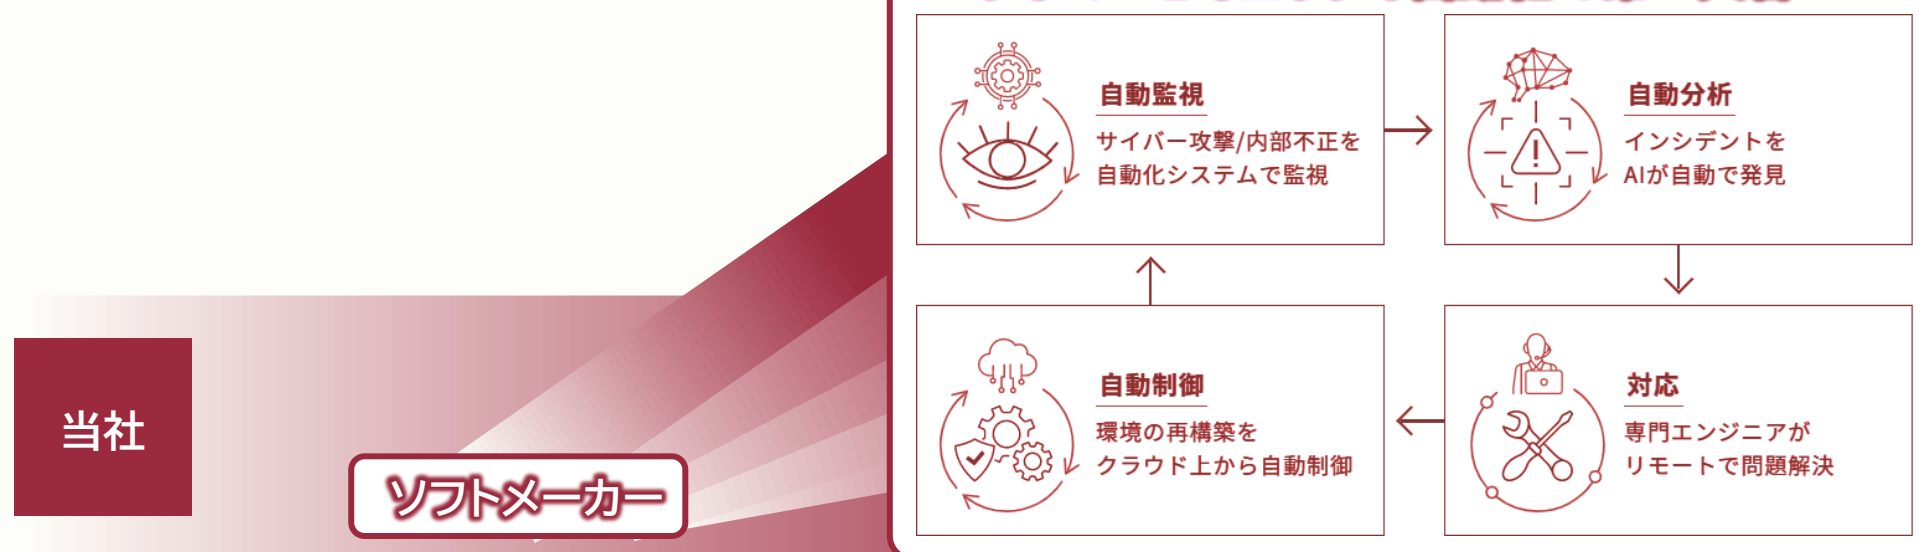 自動監視
サイバー攻撃/内部不正を
自動化システムで監視
自動分析
インシデントを
AIが自動で発見
自動制御
環境の再構築を
クラウド上から自動制御
対応
専門エンジニアが
リモートで問題解決
当社
ソフトメーカー